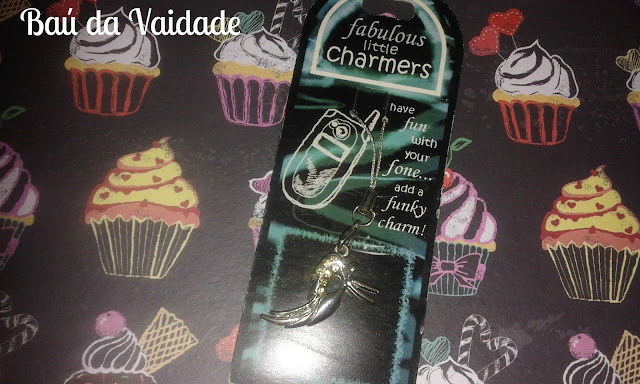 Baú da Vaidade
fabulous
little
charmers
have
fun
with
your
fone...
add a
funky
charm!